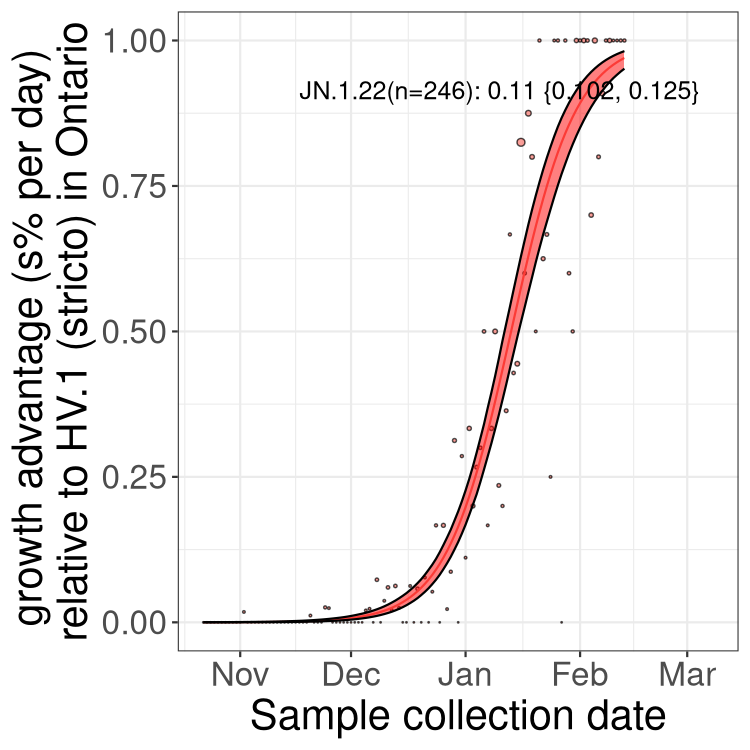 growth advantage (s% per day)
relative to HV.1 (stricto) in Ontario
1.00
0.75
0.50
0.25
0.00
JN.1.22(n=246): 0.11 {0.102, 0.125}
Nov Dec Jan Feb Mar
Sample collection date